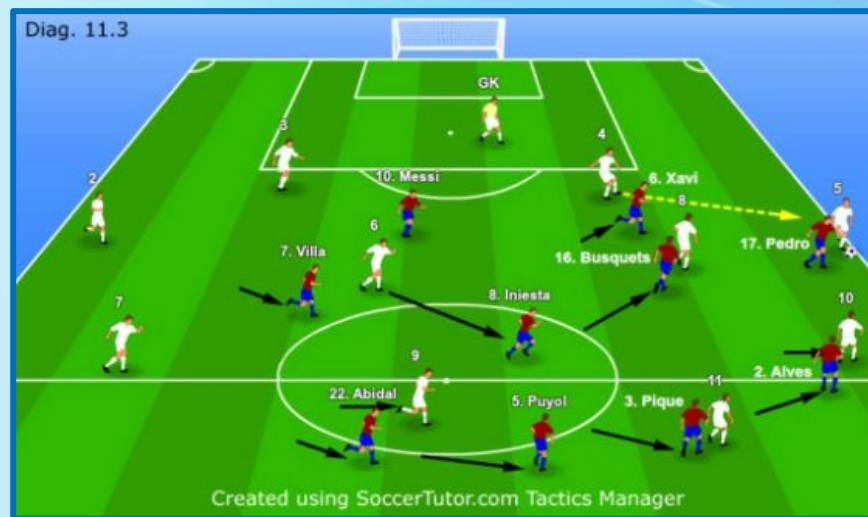 Diag. 11.3
GK
3
4
10. Messi
6. Xavi
2
8
5
6
17. Pedro
7. Villa
16. Busquets
8. Iniesta
10
7
9
2. Alves
22. Abidal
11
3. Pique
5. Puyol
Created using SoccerTutor.com Tactics Manager